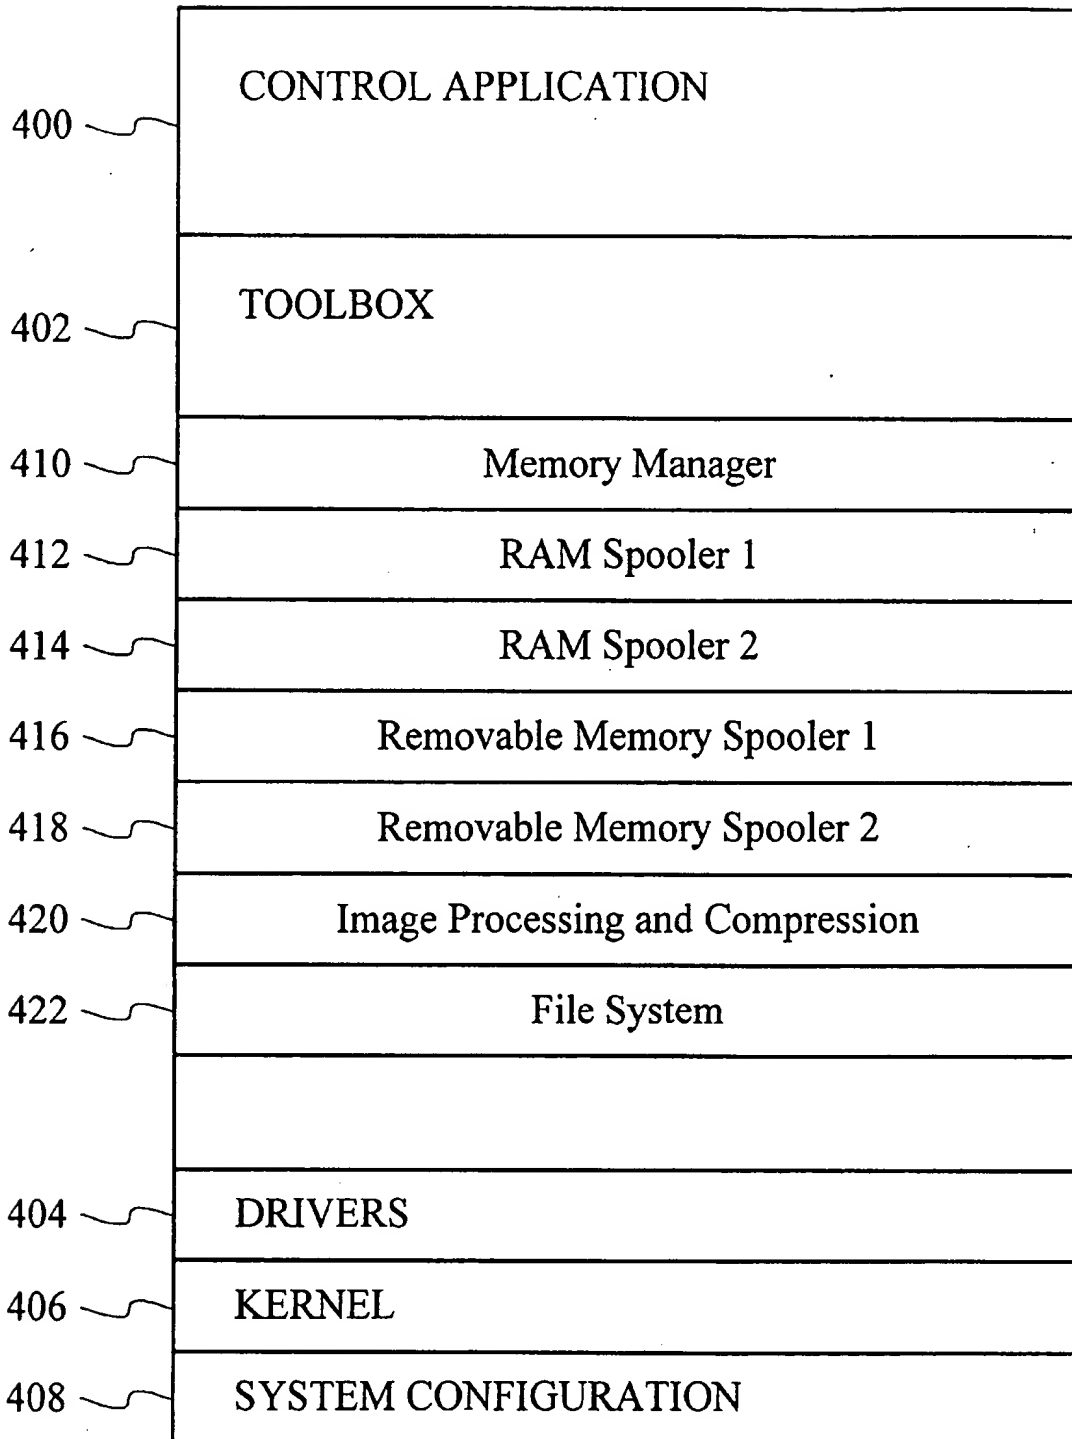 CONTROL APPLICATION
400
TOOLBOX
402
410 Memory Manager
412 RAM Spooler 1
414 RAM Spooler 2
416 Removable Memory Spooler 1
418 Removable Memory Spooler 2
420 Image Processing and Compression
422 File System
404 DRIVERS
406 KERNEL
408 SYSTEM CONFIGURATION